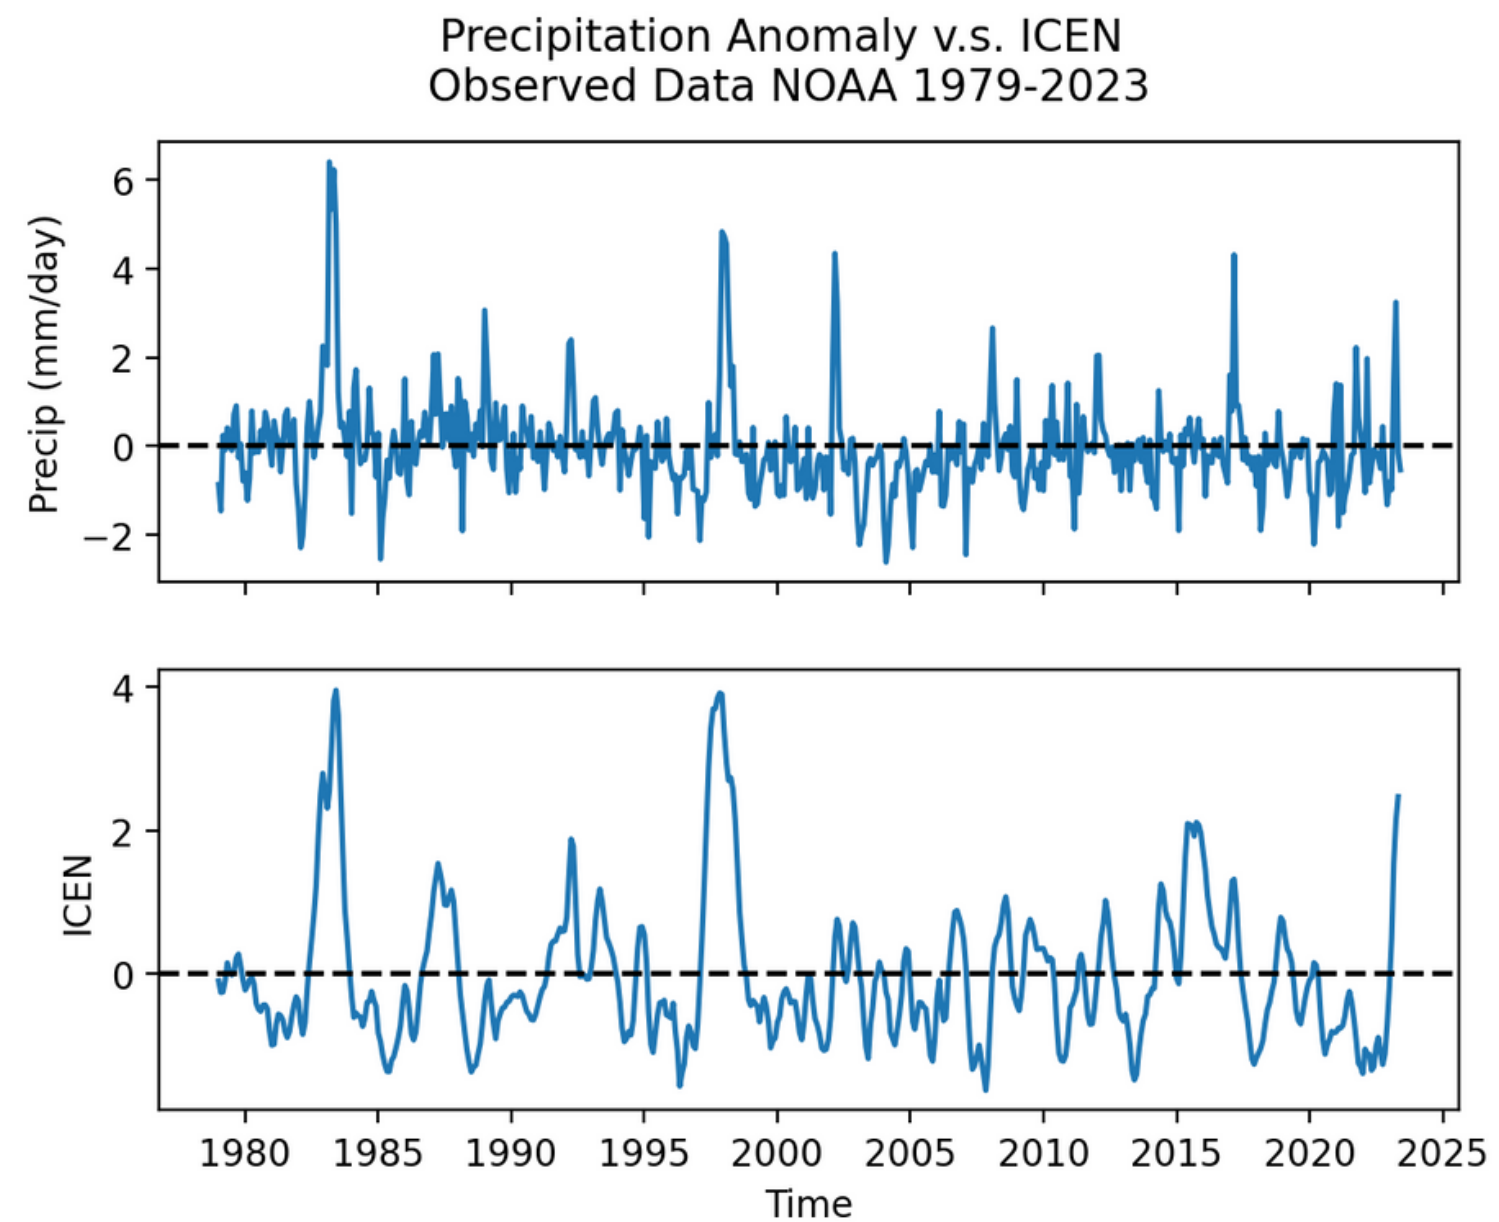 Precipitation Anomaly v.s. ICEN
Observed Data NOAA 1979-2023
Precip (mm/day)
6
4
2
0
−2
ICEN
4
2
0
1980 1985 1990 1995 2000 2005 2010 2015 2020 2025
Time